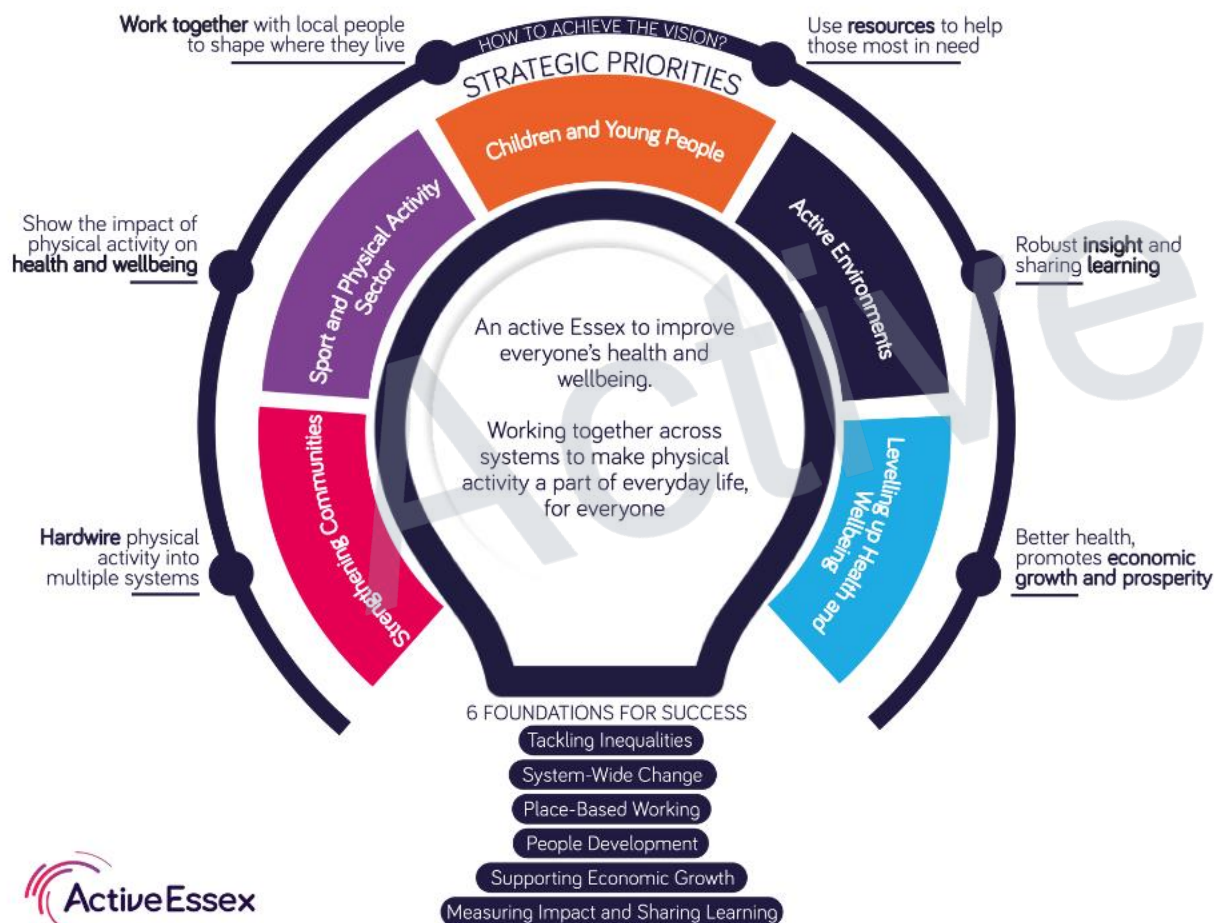 HOW TO ACHIEVE THE VISION?
STRATEGIC PRIORITIES
Work together with local people
to shape where they live
Use resources to help
those most in need
Show the impact of
physical activity on
health and wellbeing
Robust insight and
sharing learning
Hardwire physical
activity into
multiple systems
Better health,
promotes economic
growth and prosperity
Strengthening Communities
Sport and Physical Activity
Sector
Children and Young People
Active Environments
Levelling up Health and
Wellbeing
An active Essex to improve
everyone's health and
wellbeing.
Working together across
systems to make physical
activity a part of everyday life,
for everyone
Active
6 FOUNDATIONS FOR SUCCESS
Tackling Inequalities
System-Wide Change
Place-Based Working
People Development
Supporting Economic Growth
Measuring Impact and Sharing Learning
ActiveEssex